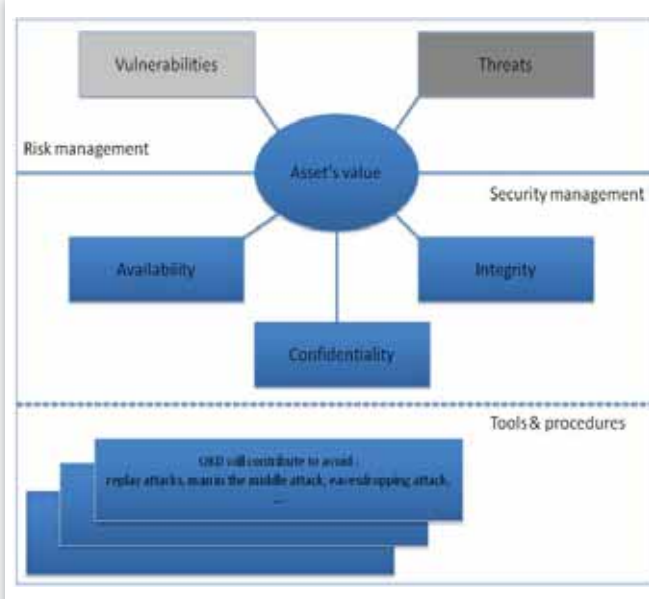 Vulnerabilities
Threats
Risk management
Asset's value
Security management
Availability
Integrity
Confidentiality
Tools & procedures
QKD will contribute to avoid :
replay attacks, man in the middle attack, eavesdropping attack,
...